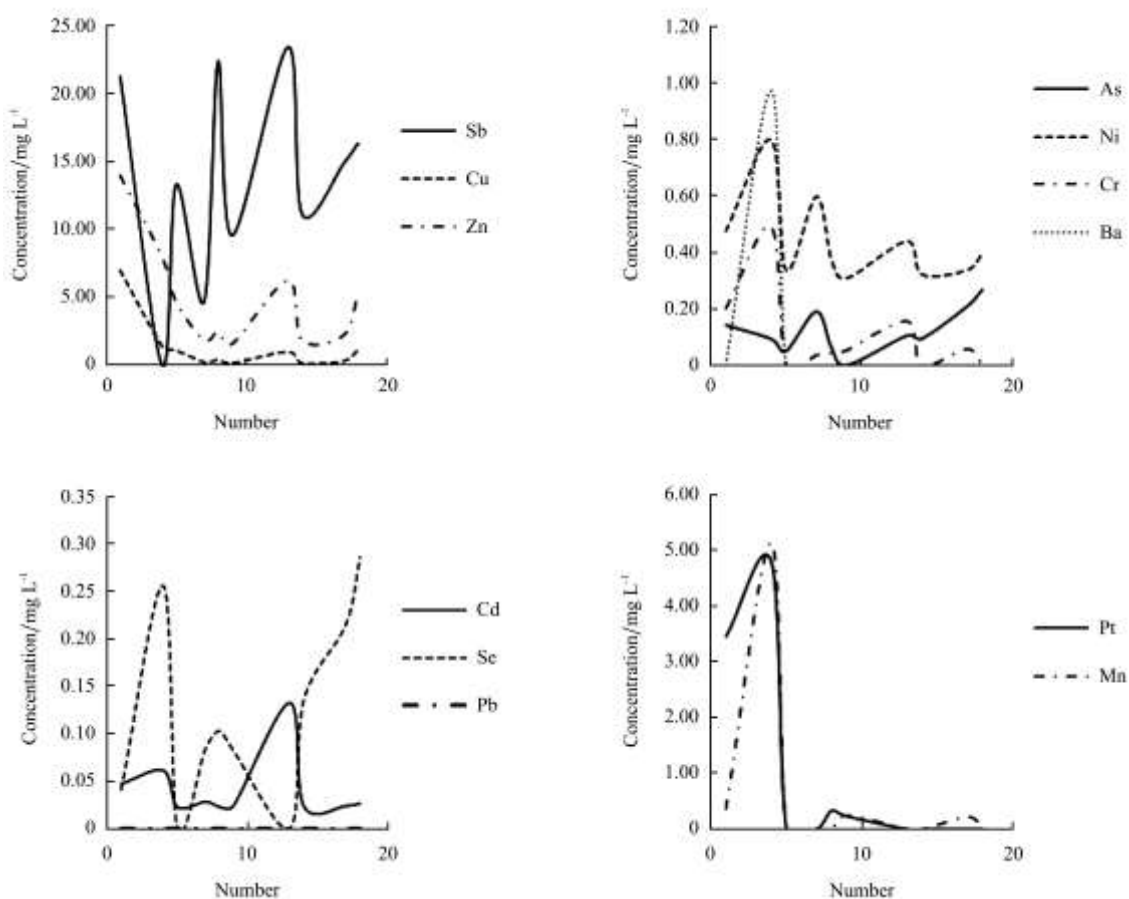 25.00
20.00
15.00
10.00
5.00
0
0
10
20
Concentration/mg L⁻¹
Number
Sb
Cu
Zn
1.20
1.00
0.80
0.60
0.40
0.20
0
0
10
20
Concentration/mg L⁻¹
Number
As
Ni
Cr
Ba
0.35
0.30
0.25
0.20
0.15
0.10
0.05
0
0
10
20
Concentration/mg L⁻¹
Number
Cd
Se
Pb
6.00
5.00
4.00
3.00
2.00
1.00
0
0
10
20
Concentration/mg L⁻¹
Number
Pt
Mn